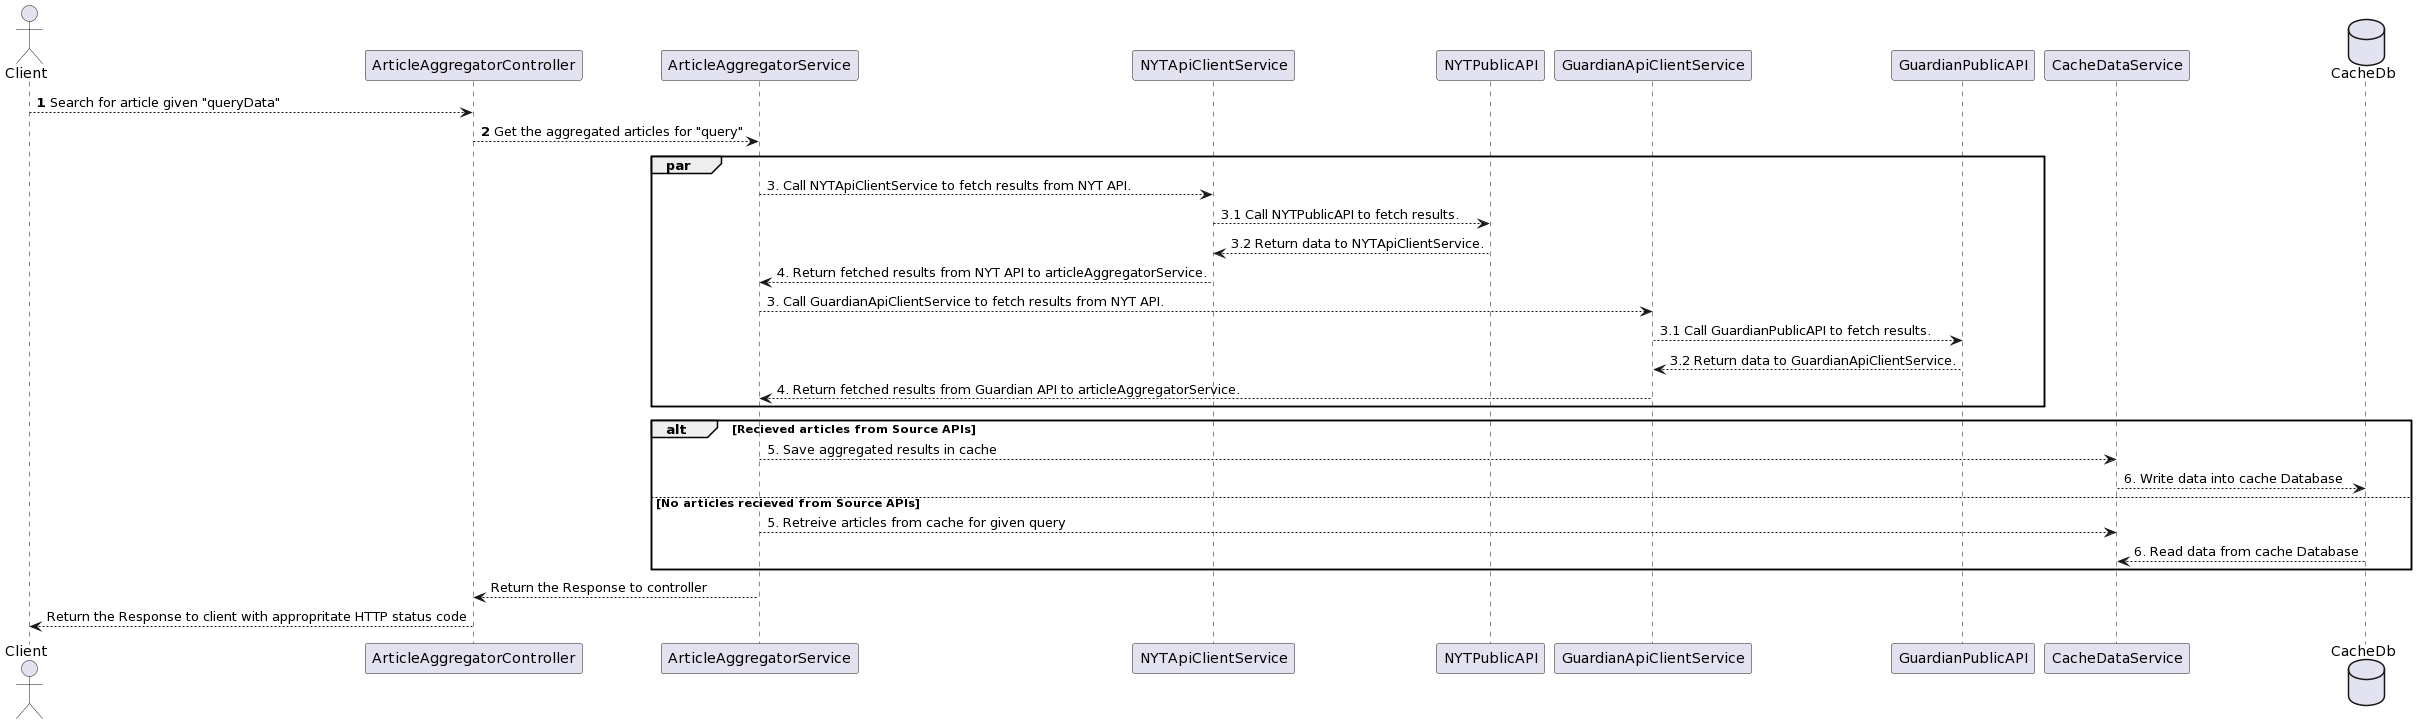 Client
ArticleAggregatorController
ArticleAggregatorService
NYTApiClientService
NYTPublicAPI
GuardianApiClientService
GuardianPublicAPI
CacheDataService
CacheDb
1 Search for article given "queryData"
2 Get the aggregated articles for "query"
par
3. Call NYTApiClientService to fetch results from NYT API.
3.1 Call NYTPublicAPI to fetch results.
3.2 Return data to NYTApiClientService.
4. Return fetched results from NYT API to articleAggregatorService.
3. Call GuardianApiClientService to fetch results from NYT API.
3.1 Call GuardianPublicAPI to fetch results.
3.2 Return data to GuardianApiClientService.
4. Return fetched results from Guardian API to articleAggregatorService.
alt [Recieved articles from Source APIs]
5. Save aggregated results in cache
6. Write data into cache Database
[No articles recieved from Source APIs]
5. Retreive articles from cache for given query
6. Read data from cache Database
Return the Response to controller
Return the Response to client with appropritate HTTP status code
Client
ArticleAggregatorController
ArticleAggregatorService
NYTApiClientService
NYTPublicAPI
GuardianApiClientService
GuardianPublicAPI
CacheDataService
CacheDb